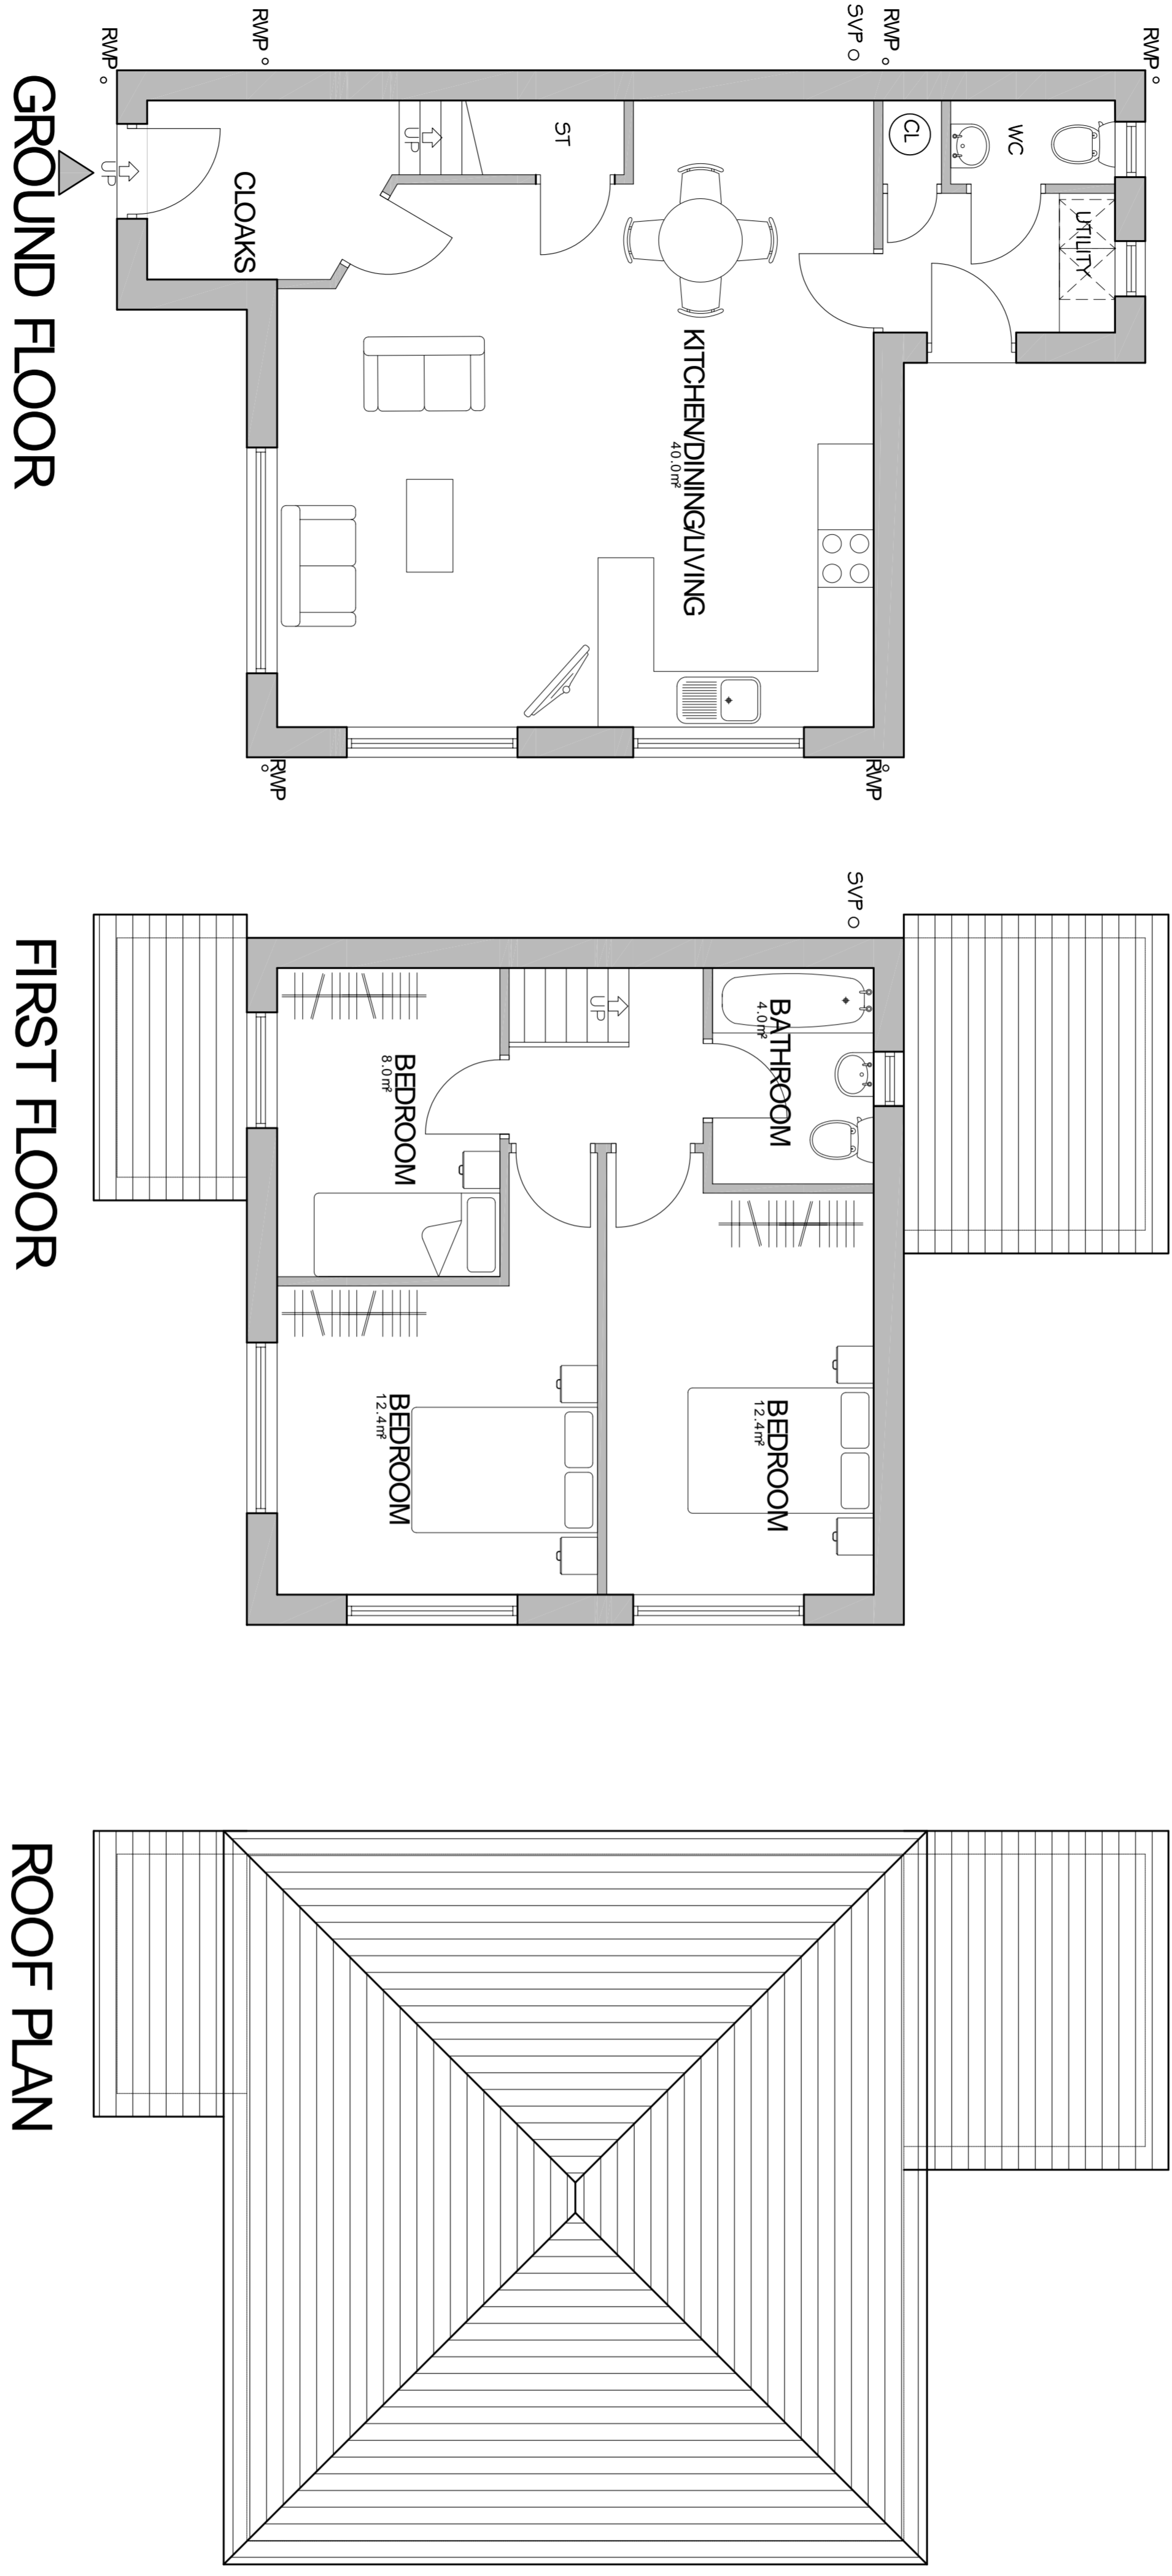 RWP
RWP
SVP
RWP
RWP
UP
CLOAKS
UP
ST
CL
WC
UTILITY
KITCHEN/DINING/LIVING
40.0m²
RWP
RWP
GROUND FLOOR
SVP
BEDROOM
8.0m²
UP
BATHROOM
4.0m²
BEDROOM
12.4m²
BEDROOM
12.4m²
FIRST FLOOR
ROOF PLAN